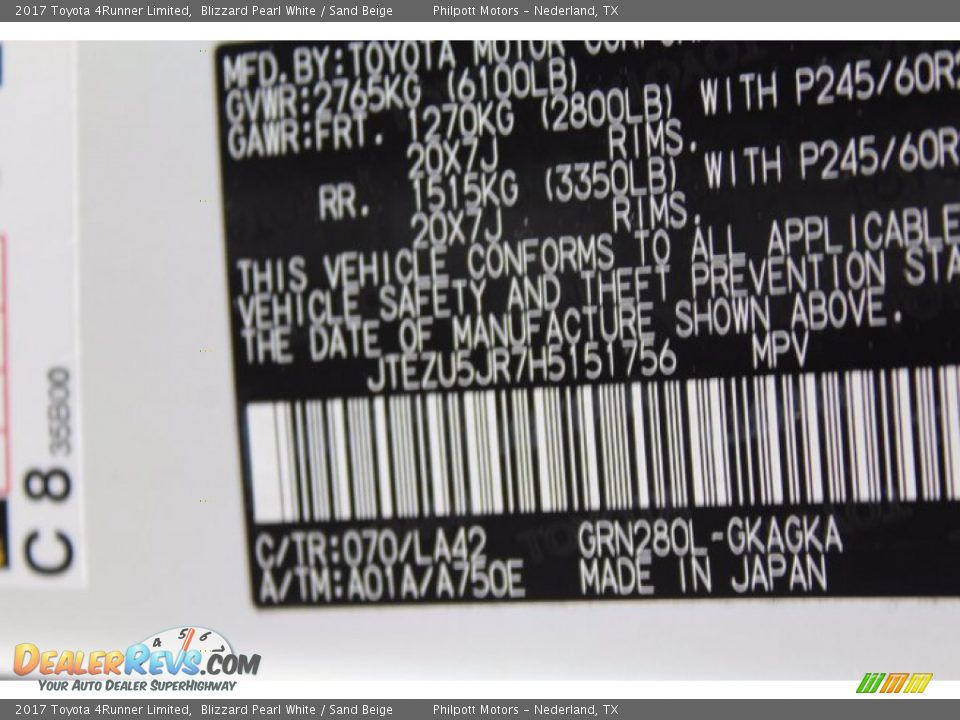 2017 Toyota 4Runner Limited, Blizzard Pearl White / Sand Beige Philpott Motors - Nederland, TX
MFD.BY:TOYOTA MOTOR
GVWR:2765KG (6100LB)
GAWR:FRT. 1270KG (2800LB) WITH P245/60R2
20X7J RIMS.
RR. 1515KG (3350LB) WITH P245/60R
20X7J RIMS.
THIS VEHICLE CONFORMS TO ALL APPLICABLE
VEHICLE SAFETY AND THEFT PREVENTION STA
THE DATE OF MANUFACTURE SHOWN ABOVE.
JTEZU5JR7H5151756 MPV
C/TR:070/LA42 GRN280L-GKAGKA
A/TM:A01A/A750E MADE IN JAPAN
C 8 35B00
4 5 6
DEALERREVS.COM
YOUR AUTO DEALER SUPERHIGHWAY
2017 Toyota 4Runner Limited, Blizzard Pearl White / Sand Beige Philpott Motors - Nederland, TX